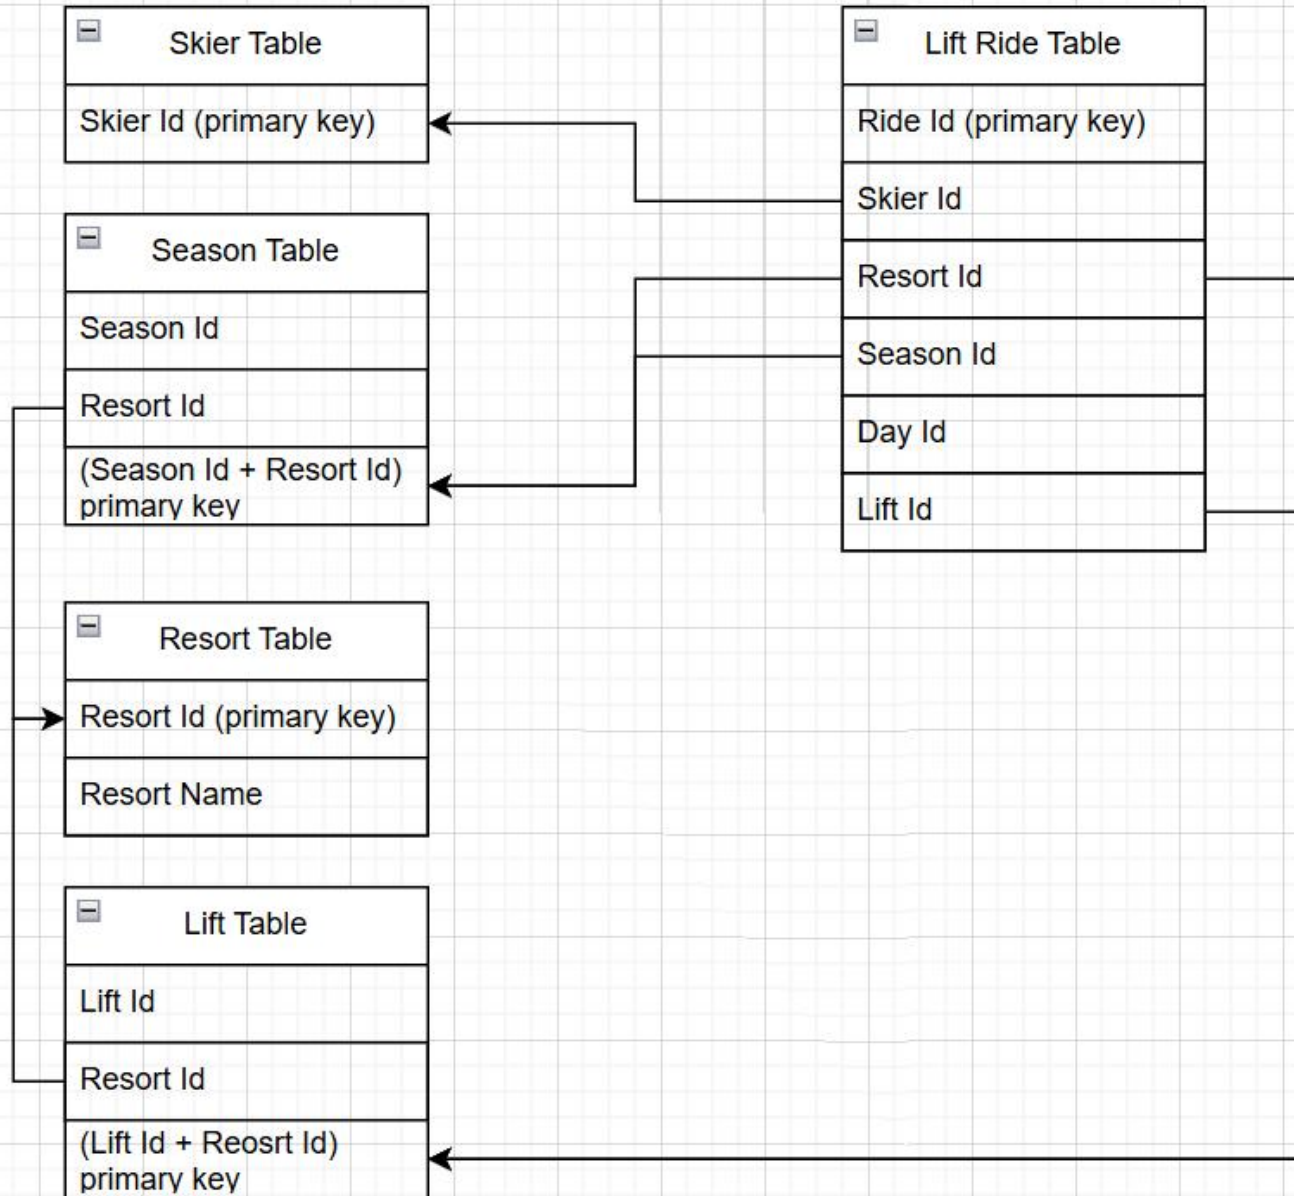 Skier Table
Skier Id (primary key)
Season Table
Season Id
Resort Id
(Season Id + Resort Id)
primary key
Resort Table
Resort Id (primary key)
Resort Name
Lift Table
Lift Id
Resort Id
(Lift Id + Reosrt Id)
primary key
Lift Ride Table
Ride Id (primary key)
Skier Id
Resort Id
Season Id
Day Id
Lift Id